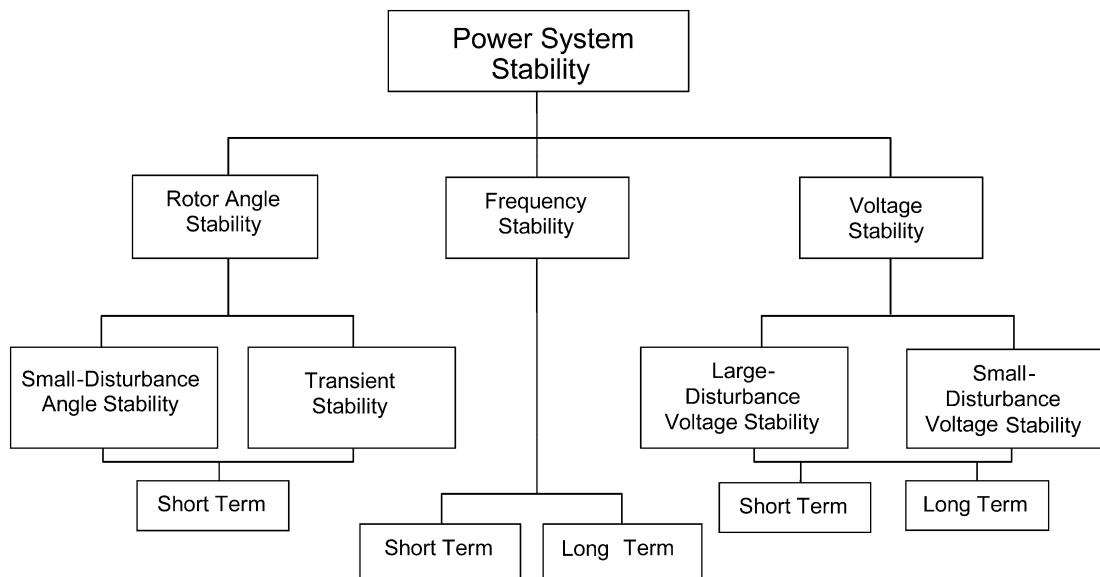 Power System
Stability
Rotor Angle
Stability
Frequency
Stability
Voltage
Stability
Small-Disturbance
Angle Stability
Transient
Stability
Large-
Disturbance
Voltage Stability
Small-
Disturbance
Voltage Stability
Short Term
Short Term
Long Term
Short Term
Long Term